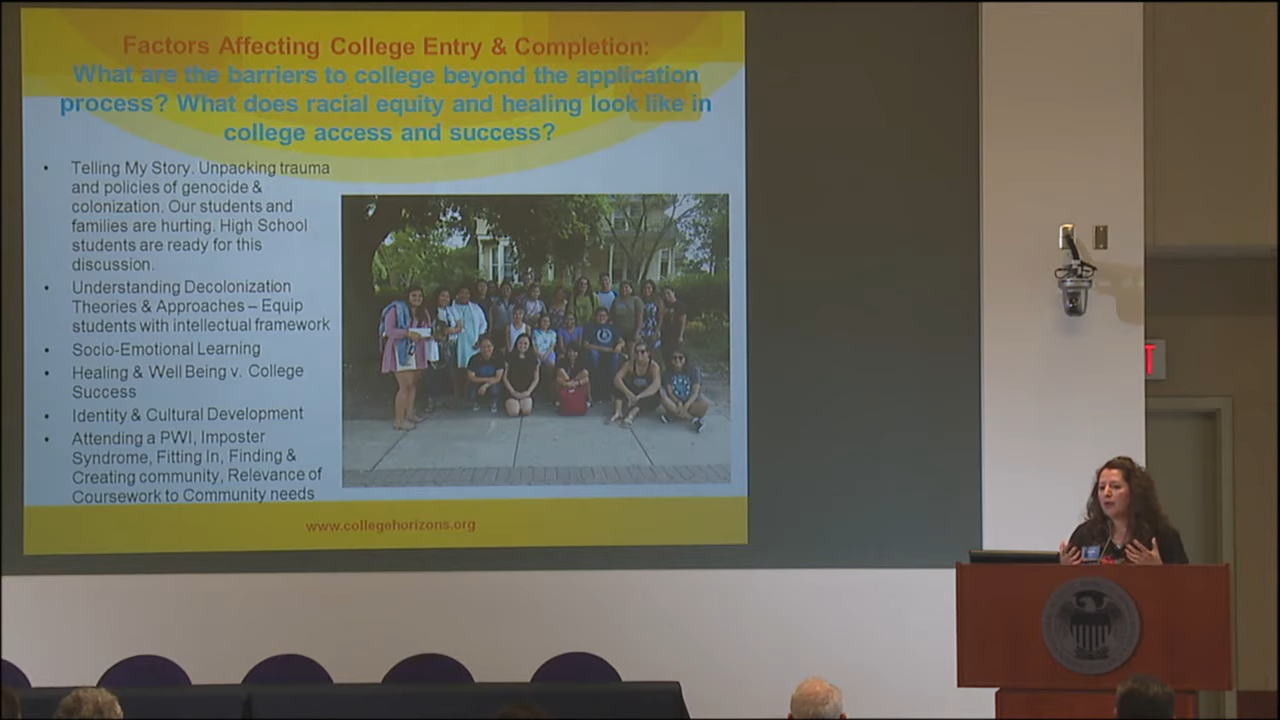 Factors Affecting College Entry & Completion:
What are the barriers to college beyond the application
process? What does racial equity and healing look like in
college access and success?
• Telling My Story. Unpacking trauma
and policies of genocide &
colonization. Our students and
families are hurting. High School
students are ready for this
discussion.
• Understanding Decolonization
Theories & Approaches – Equip
students with intellectual framework
• Socio-Emotional Learning
• Healing & Well Being v. College
Success
• Identity & Cultural Development
• Attending a PWI, Imposter
Syndrome, Fitting In, Finding &
Creating community, Relevance of
Coursework to Community needs
www.collegehorizons.org